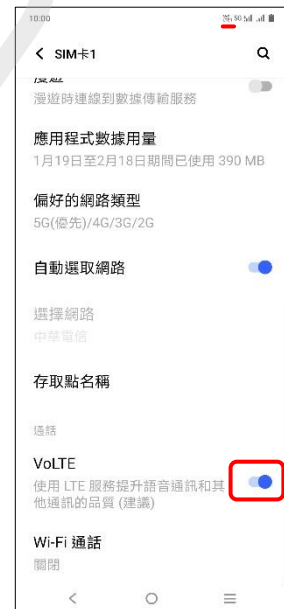 10:00
SIM卡1
漫遊
漫遊時連線到數據傳輸服務
應用程式數據用量
1月19日至2月18日期間已使用 390 MB
偏好的網路類型
5G(優先)/4G/3G/2G
自動選取網路
選擇網路
中華電信
存取點名稱
通話
VoLTE
使用 LTE 服務提升語音通訊和其
他通訊的品質 (建議)
Wi-Fi 通話
關閉